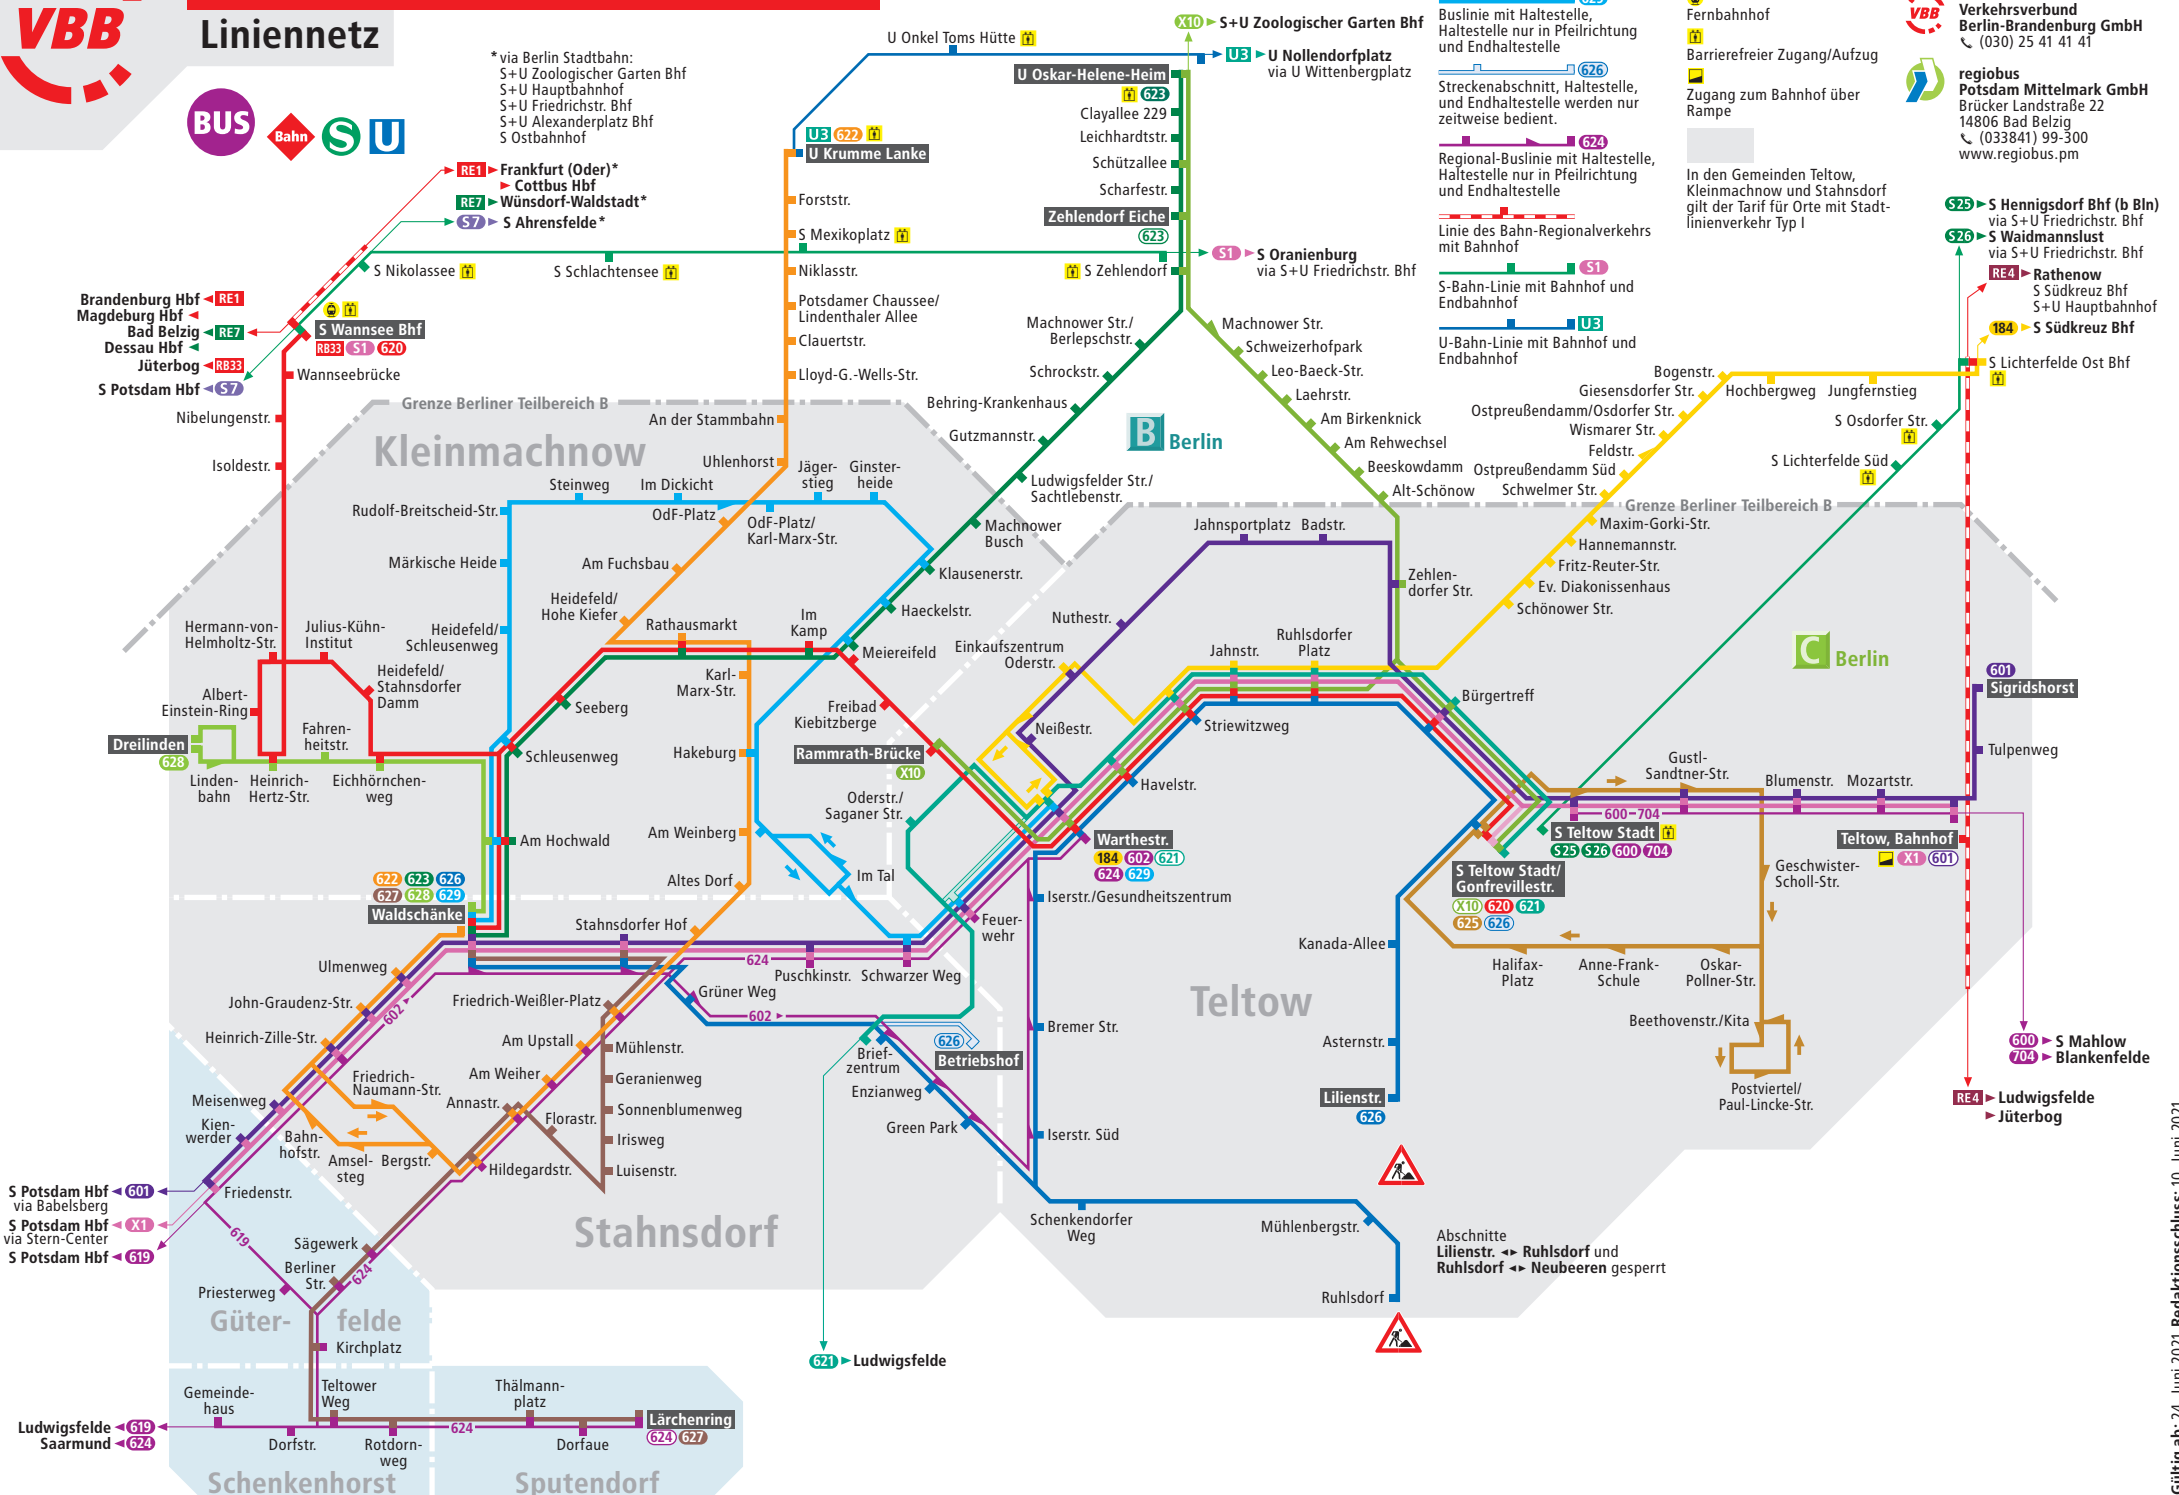 VBB
Liniennetz
BUS
Bahn
S
U
* via Berlin Stadtbahn:
S+U Zoologischer Garten Bhf
S+U Hauptbahnhof
S+U Friedrichstr. Bhf
S+U Alexanderplatz Bhf
S Ostbahnhof
RE1 Frankfurt (Oder)*
Cottbus Hbf
RE7 Wünsdorf-Waldstadt*
S7 S Ahrensfelde*
X10 S+U Zoologischer Garten Bhf
U3 U Nollendorfplatz
via U Wittenbergplatz
U Onkel Toms Hütte
U Oskar-Helene-Heim
623
Clayallee 229
Leichhardtstr.
Schützallee
Scharfestr.
Zehlendorf Eiche
623
U3 622
U Krumme Lanke
Forststr.
S Mexikoplatz
Niklasstr.
Potsdamer Chaussee/
Lindenthaler Allee
Clauertstr.
Lloyd-G.-Wells-Str.
An der Stammbahn
Uhlenhorst
S Nikolassee
S Schlachtensee
S Zehlendorf
S1 S Oranienburg
via S+U Friedrichstr. Bhf
Buslinie mit Haltestelle,
Haltestelle nur in Pfeilrichtung
und Endhaltestelle
626
Streckenabschnitt, Haltestelle,
und Endhaltestelle werden nur
zeitweise bedient.
624
Regional-Buslinie mit Haltestelle,
Haltestelle nur in Pfeilrichtung
und Endhaltestelle
Linie des Bahn-Regionalverkehrs
mit Bahnhof
S1
S-Bahn-Linie mit Bahnhof und
Endbahnhof
U3
U-Bahn-Linie mit Bahnhof und
Endbahnhof
Fernbahnhof
Barrierefreier Zugang/Aufzug
Zugang zum Bahnhof über
Rampe
In den Gemeinden Teltow,
Kleinmachnow und Stahnsdorf
gilt der Tarif für Orte mit Stadt-
linienverkehr Typ I
VBB
Verkehrsverbund
Berlin-Brandenburg GmbH
(030) 25 41 41 41
regiobus
Potsdam Mittelmark GmbH
Brücker Landstraße 22
14806 Bad Belzig
(033841) 99-300
www.regiobus.pm
S25 S Hennigsdorf Bhf (b Bln)
via S+U Friedrichstr. Bhf
S26 S Waidmannslust
via S+U Friedrichstr. Bhf
RE4 Rathenow
S Südkreuz Bhf
S+U Hauptbahnhof
184 S Südkreuz Bhf
S Lichterfelde Ost Bhf
Brandenburg Hbf RE1
Magdeburg Hbf
Bad Belzig RE7
Dessau Hbf
Jüterbog RB33
S Potsdam Hbf S7
S Wannsee Bhf
RB33 S1 620
Wannseebrücke
Nibelungenstr.
Isoldestr.
Grenze Berliner Teilbereich B
Kleinmachnow
Machnower Str./
Berlepschstr.
Schrockstr.
Behring-Krankenhaus
Gutzmannstr.
Ludwigsfelder Str./
Sachtlebenstr.
Machnower
Busch
Klausenerstr.
Haeckelstr.
Meiereifeld
B Berlin
Machnower Str.
Schweizerhofpark
Leo-Baeck-Str.
Laehrstr.
Am Birkenknick
Am Rehwechsel
Beeskowdamm
Alt-Schönow
Bogenstr.
Giesensdorfer Str.
Ostpreußendamm/Osdorfer Str.
Wismarer Str.
Feldstr.
Ostpreußendamm Süd
Schwelmer Str.
Hochbergweg
Jungfernstieg
S Osdorfer Str.
S Lichterfelde Süd
Grenze Berliner Teilbereich B
Maxim-Gorki-Str.
Hannemannstr.
Fritz-Reuter-Str.
Ev. Diakonissenhaus
Schönower Str.
C Berlin
Steinweg
Im Dickicht
Jäger-
stieg
Ginster-
heide
Rudolf-Breitscheid-Str.
OdF-Platz
OdF-Platz/
Karl-Marx-Str.
Märkische Heide
Am Fuchsbau
Heidefeld/
Hohe Kiefer
Heidefeld/
Schleusenweg
Rathausmarkt
Im
Kamp
Karl-
Marx-Str.
Hakeburg
Am Weinberg
Altes Dorf
Im Tal
Seeberg
Schleusenweg
Am Hochwald
Hermann-von-
Helmholtz-Str.
Julius-Kühn-
Institut
Heidefeld/
Stahnsdorfer
Damm
Albert-
Einstein-Ring
Dreilinden
628
Linden-
bahn
Fahren-
heitstr.
Heinrich-
Hertz-Str.
Eichhörnchen-
weg
Freibad
Kiebitzberge
Rammrath-Brücke
X10
Oderstr./
Saganer Str.
Jahnsportplatz
Badstr.
Zehlen-
dorfer Str.
Nuthestr.
Einkaufszentrum
Oderstr.
Neißestr.
Jahnstr.
Ruhlsdorfer
Platz
Striewitzweg
Havelstr.
Bürgertreff
Warthestr.
184 602 621
624 629
Gustl-
Sandtner-Str.
Blumenstr.
Mozartstr.
600-704
S Teltow Stadt
S25 S26 600 704
S Teltow Stadt/
Gonfrevillestr.
X10 620 621
625 626
601
Sigridshorst
Tulpenweg
Teltow, Bahnhof
X1 601
Geschwister-
Scholl-Str.
Halifax-
Platz
Anne-Frank-
Schule
Oskar-
Pollner-Str.
Beethovenstr./Kita
Postviertel/
Paul-Lincke-Str.
600 S Mahlow
704 Blankenfelde
RE4 Ludwigsfelde
Jüterbog
622 623 626
627 628 629
Waldschänke
Stahnsdorfer Hof
624
Puschkinstr.
Schwarzer Weg
Feuer-
wehr
Iserstr./Gesundheitszentrum
Kanada-Allee
Bremer Str.
Teltow
Asternstr.
Lilienstr.
626
Ulmenweg
John-Graudenz-Str.
602
Heinrich-Zille-Str.
Friedrich-
Naumann-Str.
Meisenweg
Kien-
werder
Bahn-
hofstr.
Amsel-
steg
Bergstr.
Friedrich-Weißler-Platz
Grüner Weg
602
Am Upstall
Am Weiher
Annastr.
Florastr.
Hildegardstr.
Mühlenstr.
Geranienweg
Sonnenblumenweg
Irisweg
Luisenstr.
626
Betriebshof
Brief-
zentrum
Enzianweg
Green Park
Iserstr. Süd
Schenkendorfer
Weg
Mühlenbergstr.
Ruhlsdorf
Abschnitte
Lilienstr. Ruhlsdorf und
Ruhlsdorf Neubeeren gesperrt
Stahnsdorf
S Potsdam Hbf 601
via Babelsberg
S Potsdam Hbf X1
via Stern-Center
S Potsdam Hbf 619
Friedenstr.
619
Sägewerk
Berliner
Str.
624
Priesterweg
Güter-
felde
Kirchplatz
621 Ludwigsfelde
Gemeinde-
haus
Teltower
Weg
Thälmann-
platz
Lärchenring
624 627
Ludwigsfelde 619
Saarmund 624
624
Dorfstr.
Rotdorn-
weg
Dorfaue
Schenkenhorst
Sputendorf
Gültig ab: 24. Juni 2021 Redaktionsschluss: 10. Juni 2021